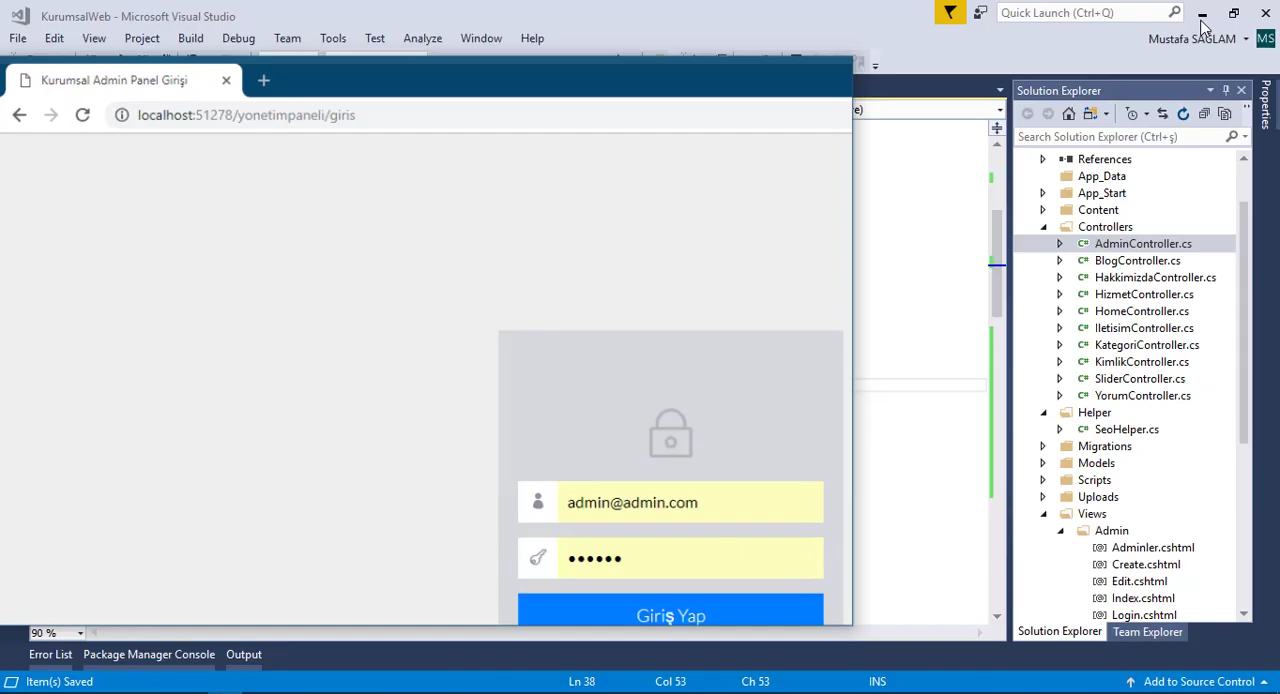 KurumsalWeb - Microsoft Visual Studio
Quick Launch (Ctrl+Q)
File Edit View Project Build Debug Team Tools Test Analyze Window Help
Mustafa SAGLAM
MS
Kurumsal Admin Panel Girişi
localhost:51278/yonetimpaneli/giris
admin@admin.com
••••••
Giriş Yap
e)
Solution Explorer
Search Solution Explorer (Ctrl+ş)
References
App_Data
App_Start
Content
Controllers
C# AdminController.cs
C# BlogController.cs
C# HakkimizdaController.cs
C# HizmetController.cs
C# HomeController.cs
C# IletisimController.cs
C# KategoriController.cs
C# KimlikController.cs
C# SliderController.cs
C# YorumController.cs
Helper
C# SeoHelper.cs
Migrations
Models
Scripts
Uploads
Views
Admin
[@] Adminler.cshtml
[@] Create.cshtml
[@] Edit.cshtml
[@] Index.cshtml
[@] Login.cshtml
Solution Explorer Team Explorer
Properties
90 %
Error List Package Manager Console Output
Item(s) Saved Ln 38 Col 53 Ch 53 INS Add to Source Control